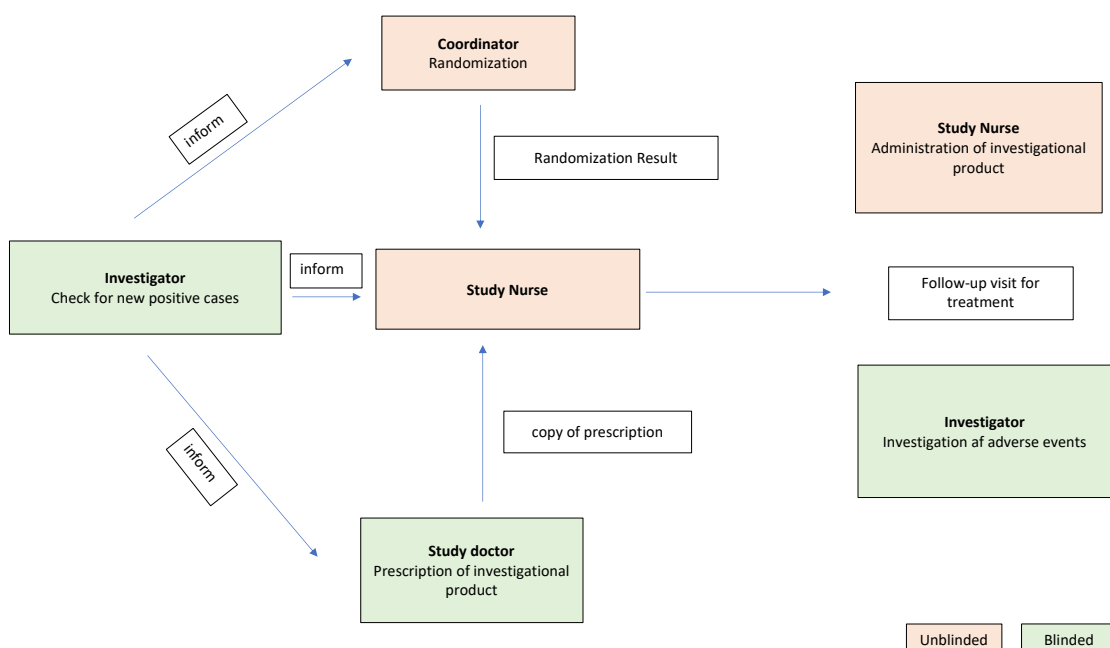 Coordinator
Randomization
inform
Study Nurse
Administration of investigational
product
Randomization Result
Investigator
Check for new positive cases
inform
Study Nurse
Follow-up visit for
treatment
inform
copy of prescription
Investigator
Investigation af adverse events
Study doctor
Prescription of investigational
product
Unblinded
Blinded